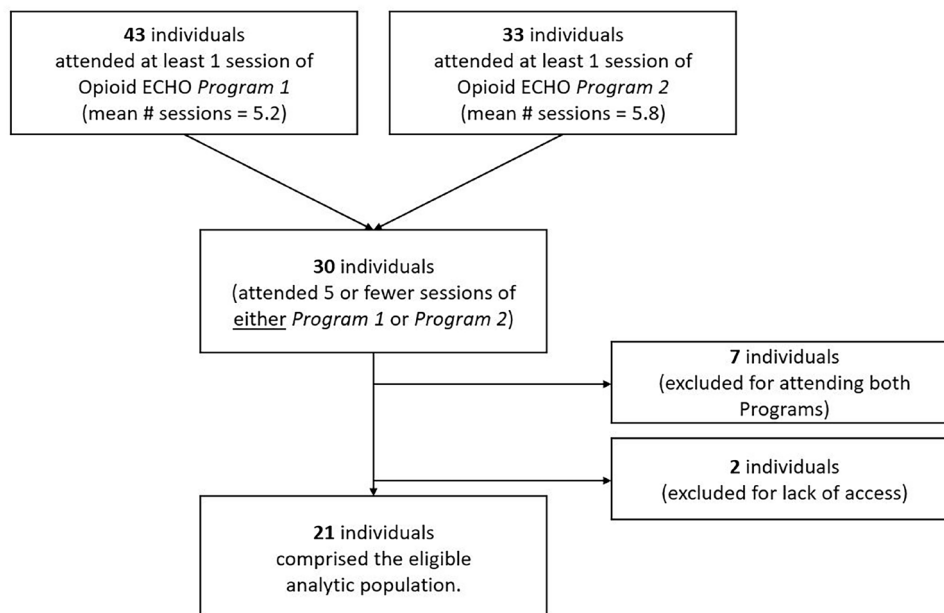 43 individuals
attended at least 1 session of
Opioid ECHO Program 1
(mean # sessions = 5.2)
33 individuals
attended at least 1 session of
Opioid ECHO Program 2
(mean # sessions = 5.8)
30 individuals
(attended 5 or fewer sessions of
either Program 1 or Program 2)
7 individuals
(excluded for attending both
Programs)
2 individuals
(excluded for lack of access)
21 individuals
comprised the eligible
analytic population.